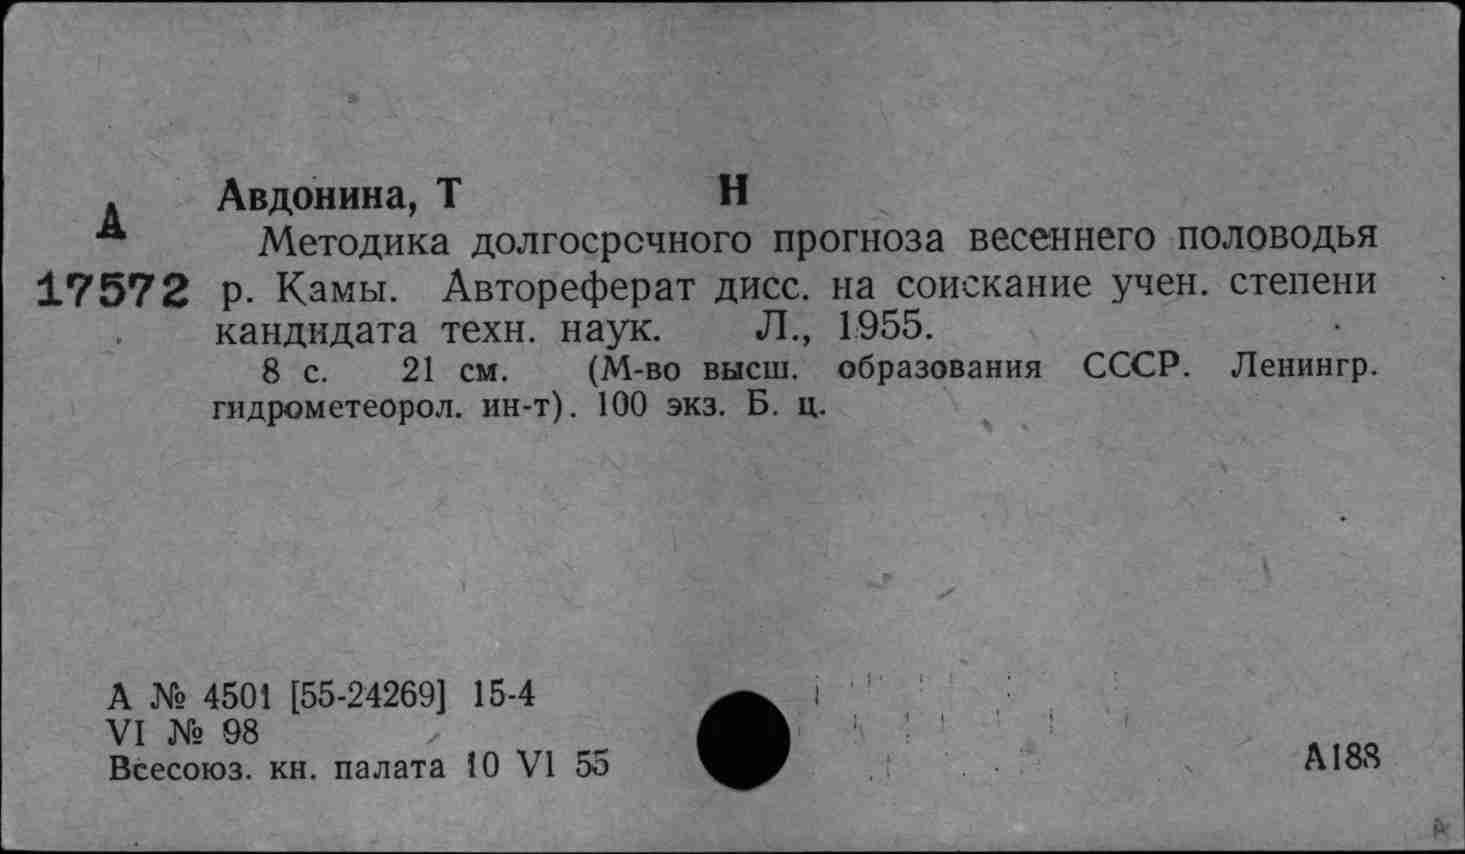 Авдонина, Т Н
А
Методика долгосрочного прогноза весеннего половодья
17572 р. Камы. Автореферат дисс. на соискание учен. степени
кандидата техн. наук. Л., 1955.
8 с. 21 см. (М-во высш. образования СССР. Ленингр.
гидрометеорол. ин-т). 100 экз. Б. ц.
А № 4501 [55-24269] 15-4
VI № 98
Всесоюз. кн. палата 10 VI 55
А188